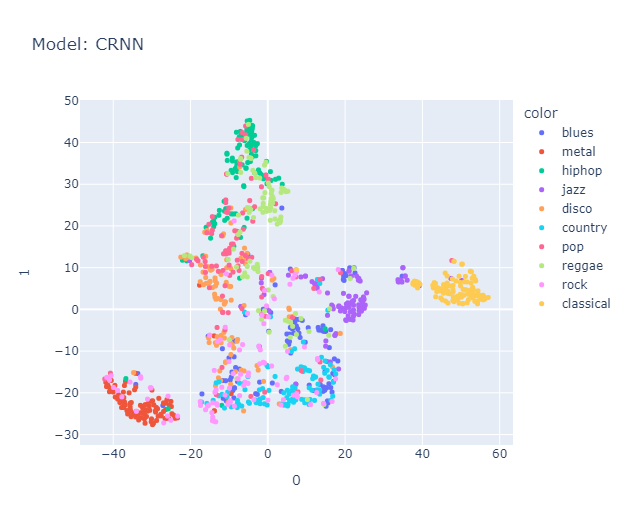 Model: CRNN
color
blues
metal
hiphop
jazz
disco
country
pop
reggae
rock
classical
50
40
30
20
10
0
−10
−20
−30
1
−40 −20 0 20 40 60
0